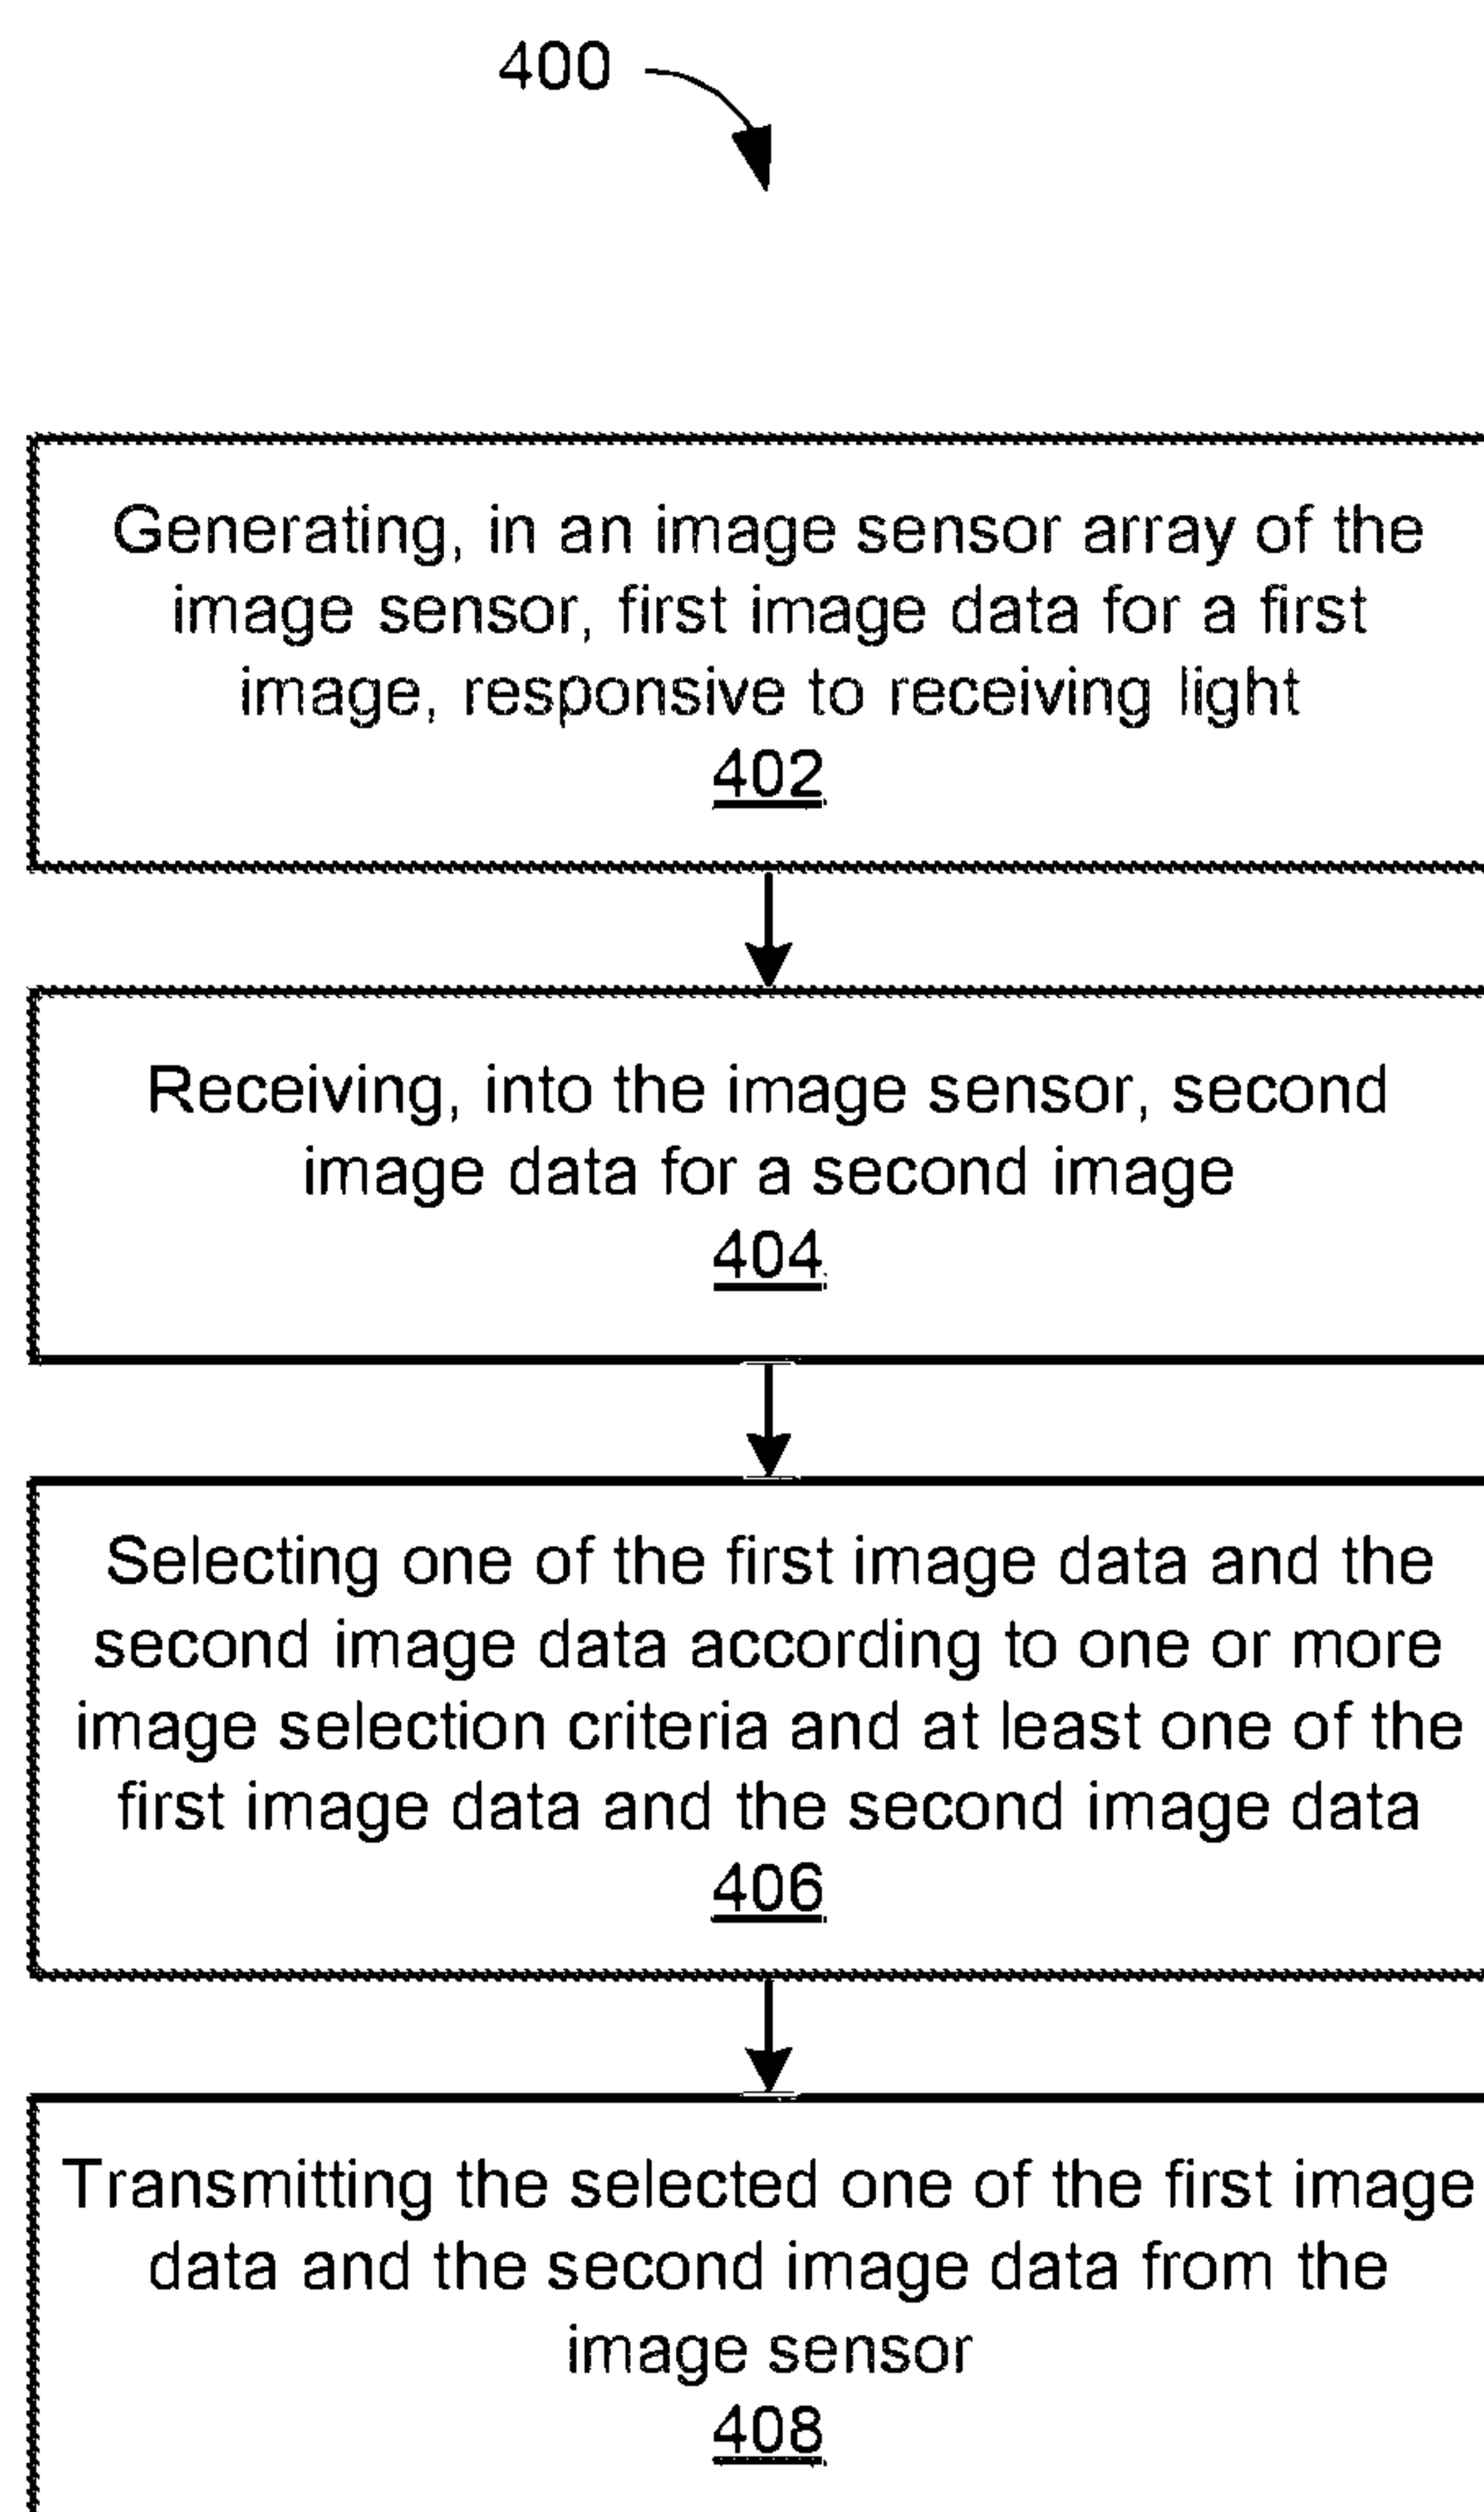 400
Generating, in an image sensor array of the
image sensor, first image data for a first
image, responsive to receiving light
402
Receiving, into the image sensor, second
image data for a second image
404
Selecting one of the first image data and the
second image data according to one or more
image selection criteria and at least one of the
first image data and the second image data
406
Transmitting the selected one of the first image
data and the second image data from the
image sensor
408